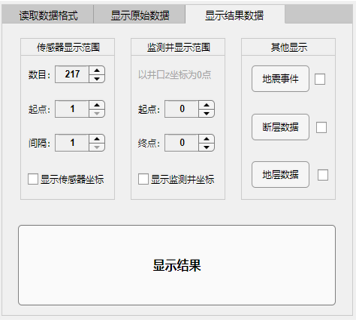 读取数据格式
显示原始数据
显示结果数据
传感器显示范围
数目: 217
起点: 1
间隔: 1
显示传感器坐标
监测井显示范围
以井口z坐标为0点
起点: 0
终点: 0
显示监测井坐标
其他显示
地震事件
断层数据
地层数据
显示结果